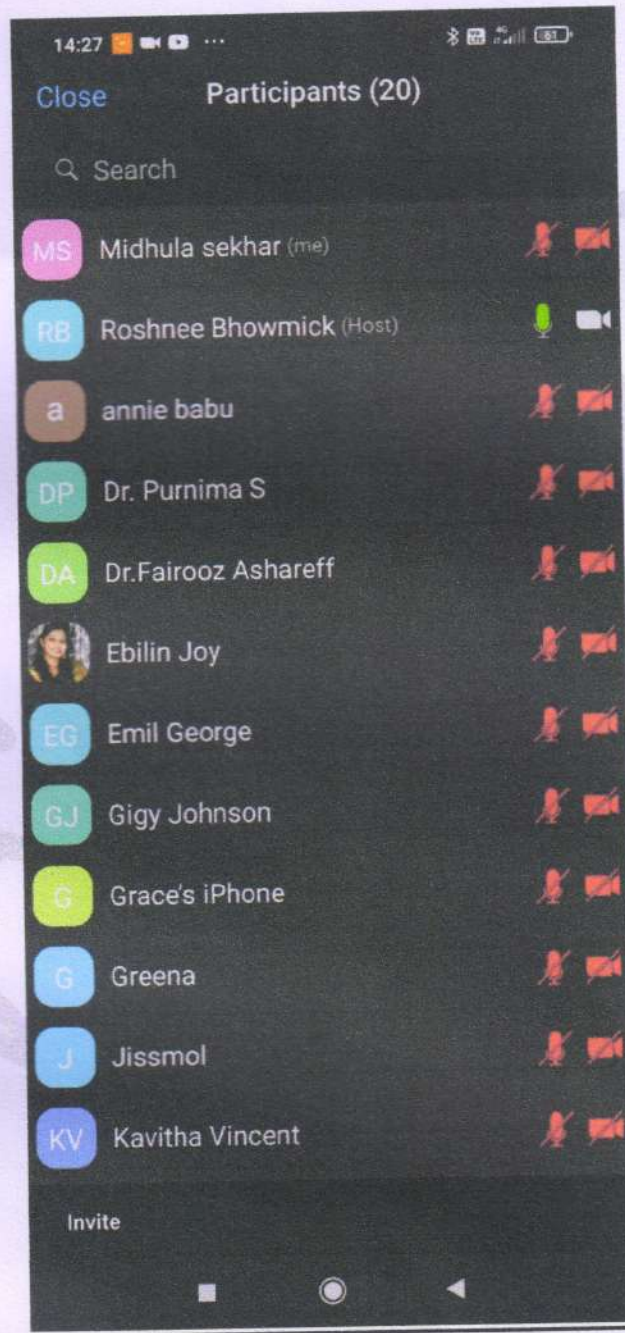 14:27 ...
4G
61
Close Participants (20)
Search
MS Midhula sekhar (me)
RB Roshnee Bhowmick (Host)
a annie babu
DP Dr. Purnima S
DA Dr.Fairooz Ashareff
Ebilin Joy
EG Emil George
GJ Gigy Johnson
G Grace's iPhone
G Greena
J Jissmol
KV Kavitha Vincent
Invite